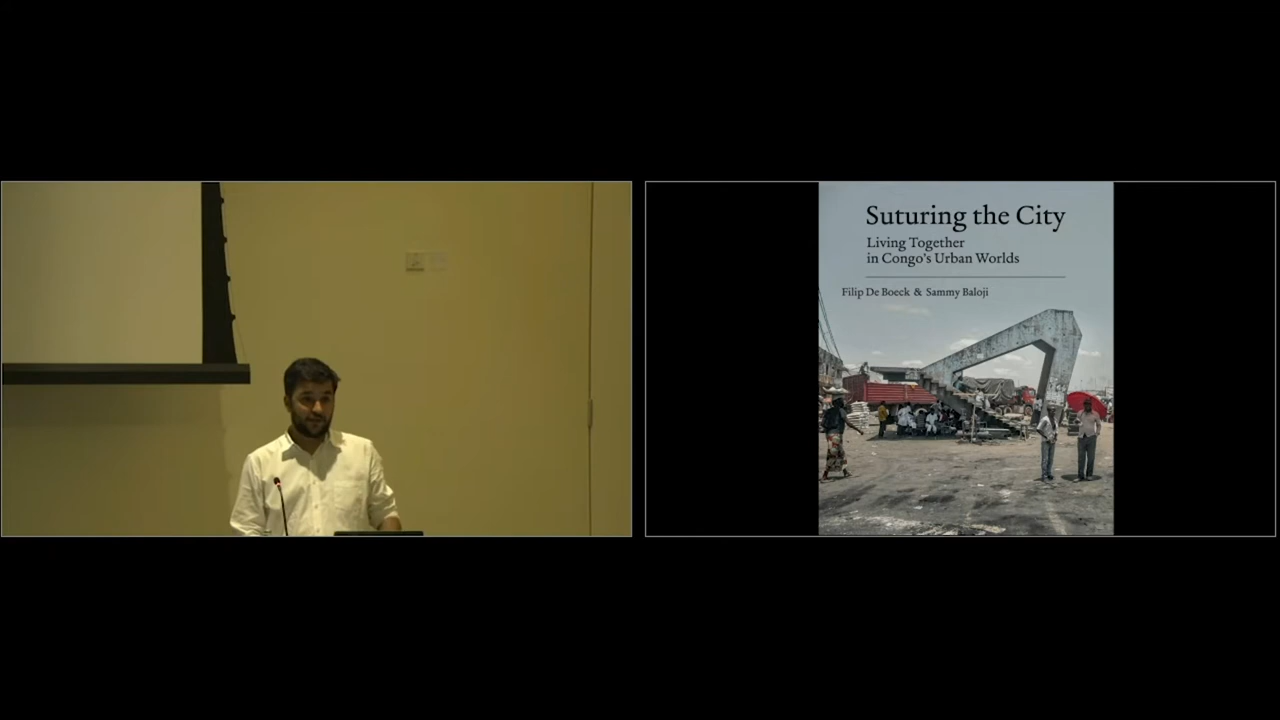 Suturing the City
Living Together
in Congo's Urban Worlds
Filip De Boeck & Sammy Baloji